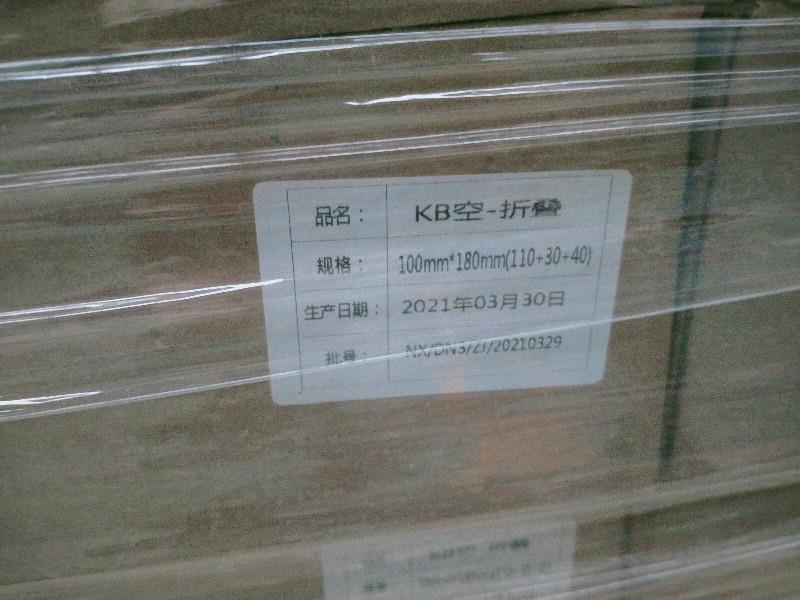 品名： KB空-折叠
规格： 100mm*180mm(110+30+40)
生产日期： 2021年03月30日
批号： NX/DN3/ZJ/20210329